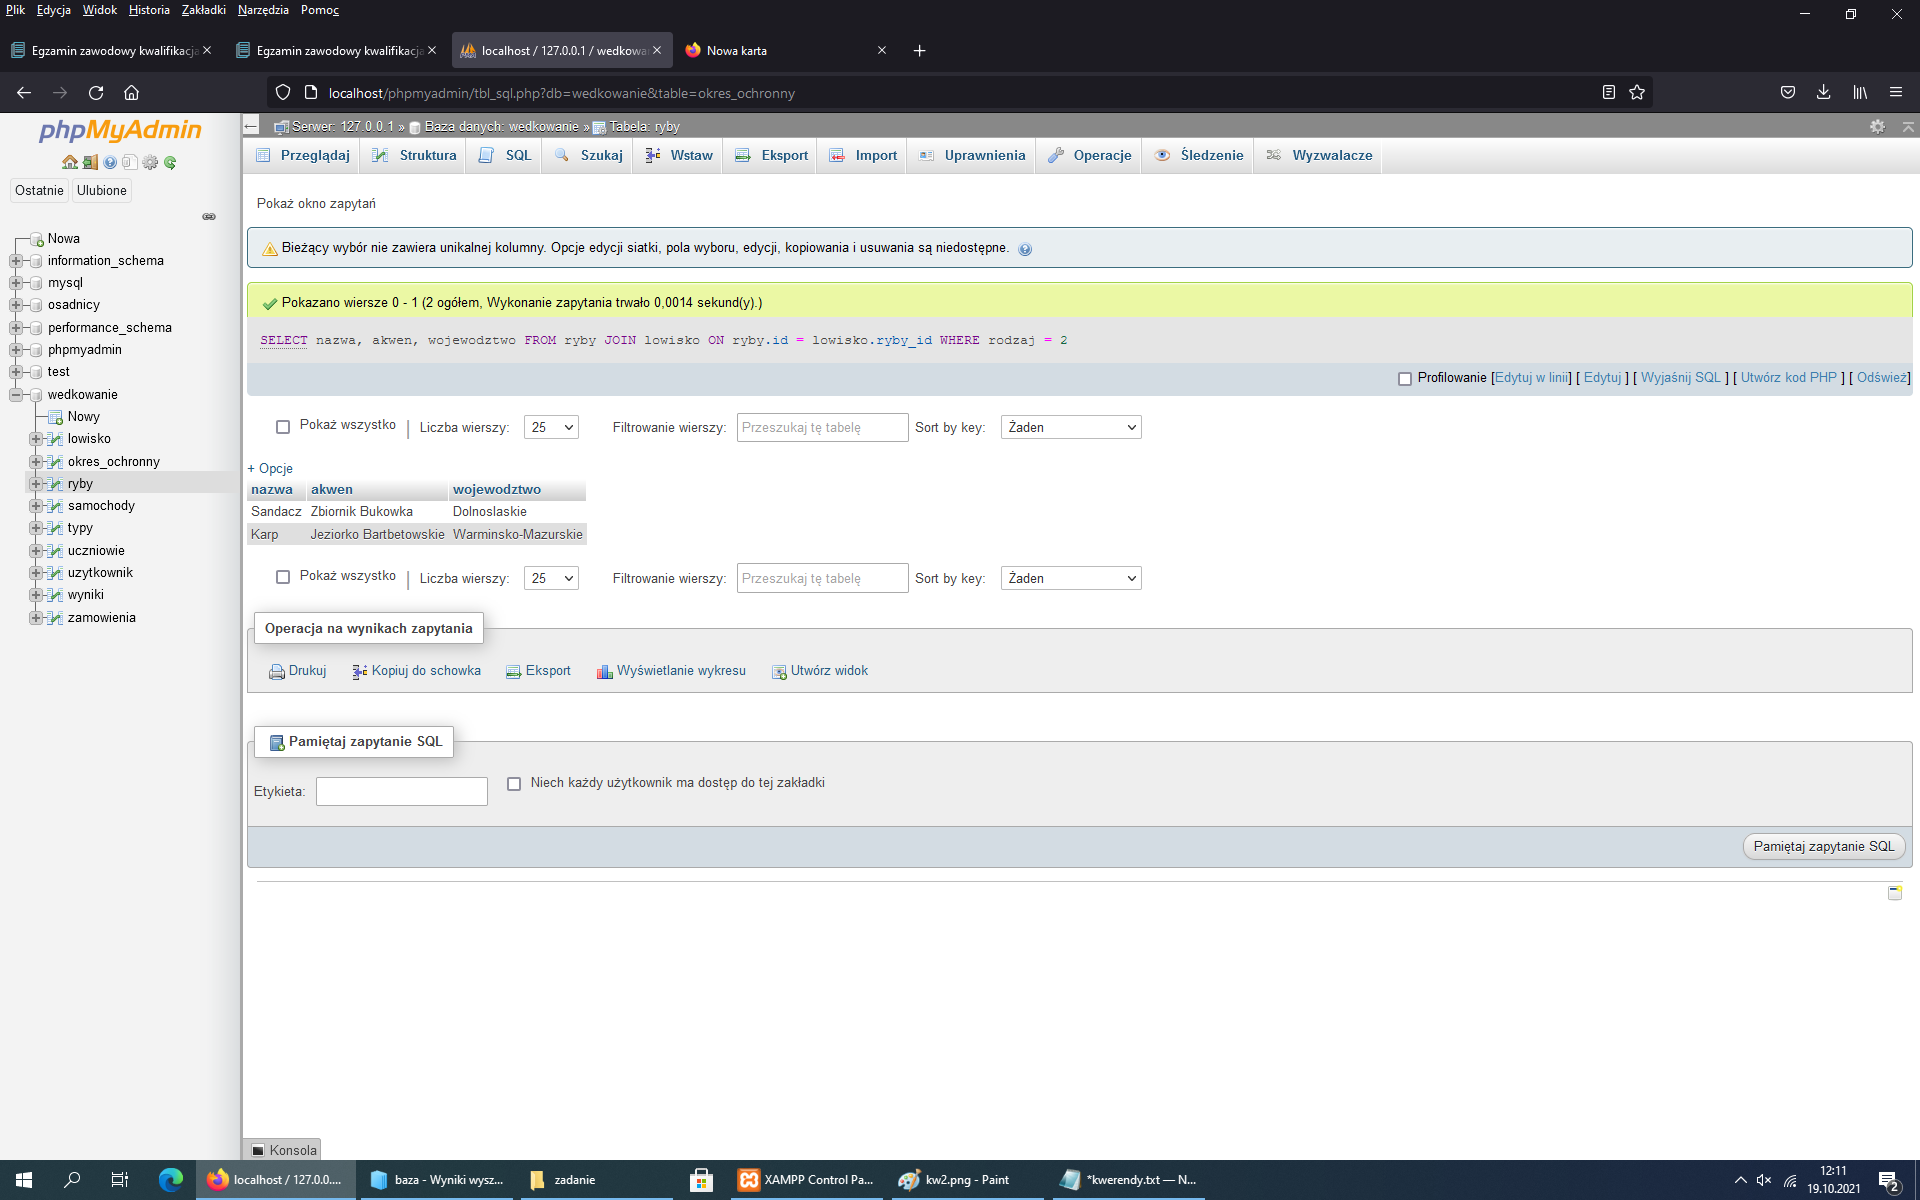 Plik Edycja Widok Historia Zakładki Narzędzia Pomoc
Egzamin zawodowy kwalifikacja
Egzamin zawodowy kwalifikacja
localhost / 127.0.0.1 / wedkowa
Nowa karta
localhost/phpmyadmin/tbl_sql.php?db=wedkowanie&table=okres_ochronny
phpMyAdmin
Ostatnie Ulubione
Nowa
information_schema
mysql
osadnicy
performance_schema
phpmyadmin
test
wedkowanie
Nowy
lowisko
okres_ochronny
ryby
samochody
typy
uczniowie
uzytkownik
wyniki
zamowienia
Serwer: 127.0.0.1 » Baza danych: wedkowanie » Tabela: ryby
Przeglądaj Struktura SQL Szukaj Wstaw Eksport Import Uprawnienia Operacje Śledzenie Wyzwalacze
Pokaż okno zapytań
Bieżący wybór nie zawiera unikalnej kolumny. Opcje edycji siatki, pola wyboru, edycji, kopiowania i usuwania są niedostępne.
Pokazano wiersze 0 - 1 (2 ogółem, Wykonanie zapytania trwało 0,0014 sekund(y).)
SELECT nazwa, akwen, wojewodztwo FROM ryby JOIN lowisko ON ryby.id = lowisko.ryby_id WHERE rodzaj = 2
Profilowanie [Edytuj w linii] [ Edytuj ] [ Wyjaśnij SQL ] [ Utwórz kod PHP ] [ Odśwież]
Pokaż wszystko | Liczba wierszy: 25 Filtrowanie wierszy: Przeszukaj tę tabelę Sort by key: Żaden
+ Opcje
nazwa akwen wojewodztwo
Sandacz Zbiornik Bukowka Dolnoslaskie
Karp Jeziorko Bartbetowskie Warminsko-Mazurskie
Pokaż wszystko | Liczba wierszy: 25 Filtrowanie wierszy: Przeszukaj tę tabelę Sort by key: Żaden
Operacja na wynikach zapytania
Drukuj Kopiuj do schowka Eksport Wyświetlanie wykresu Utwórz widok
Pamiętaj zapytanie SQL
Etykieta: Niech każdy użytkownik ma dostęp do tej zakładki
Pamiętaj zapytanie SQL
Konsola
localhost / 127.0.0....
baza - Wyniki wysz...
zadanie
XAMPP Control Pa...
kw2.png - Paint
*kwerendy.txt — N...
12:11
19.10.2021
2